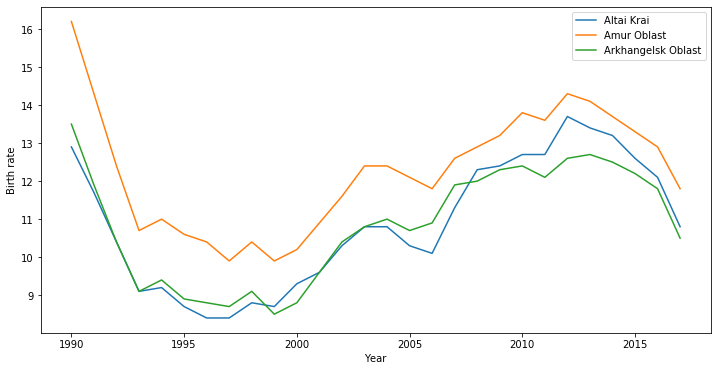 Altai Krai
Amur Oblast
Arkhangelsk Oblast
16
15
14
13
12
11
10
9
Birth rate
1990
1995
2000
2005
2010
2015
Year